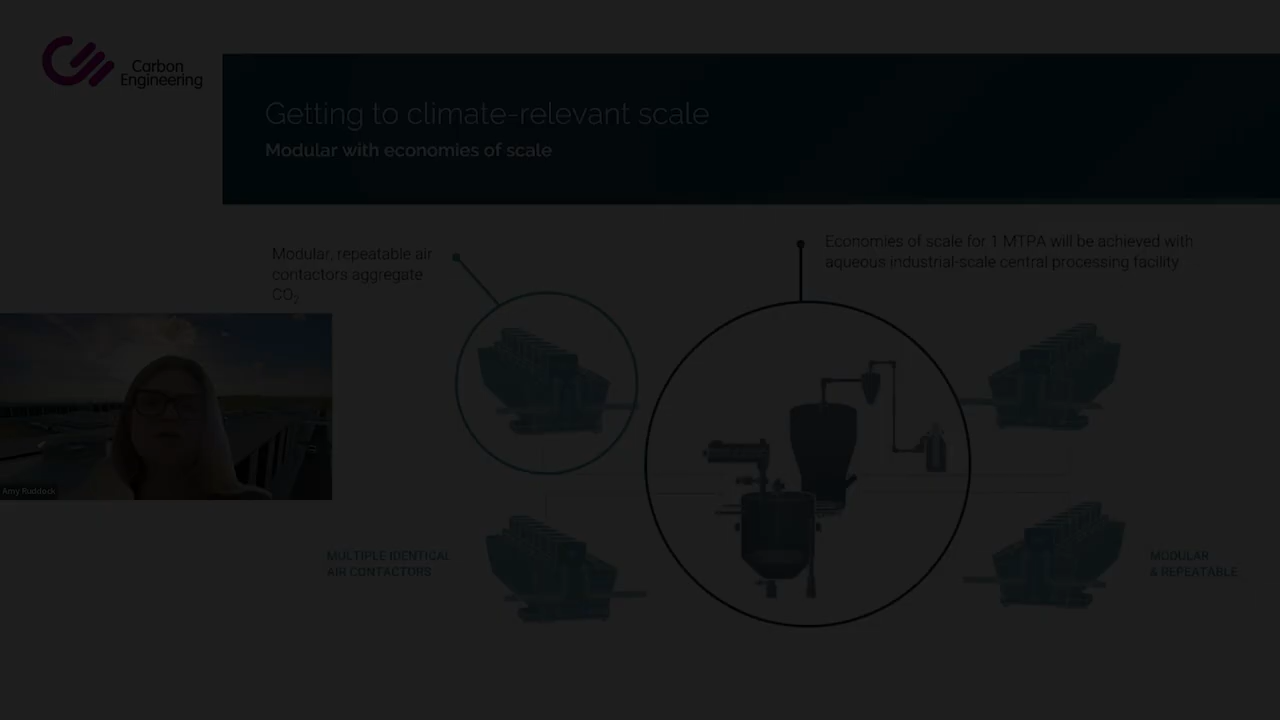 Carbon
Engineering
Getting to climate-relevant scale
Modular with economies of scale
Modular, repeatable air
contactors aggregate
CO₂
Economies of scale for 1 MTPA will be achieved with
aqueous industrial-scale central processing facility
Amy Ruddock
MULTIPLE IDENTICAL
AIR CONTACTORS
MODULAR
& REPEATABLE